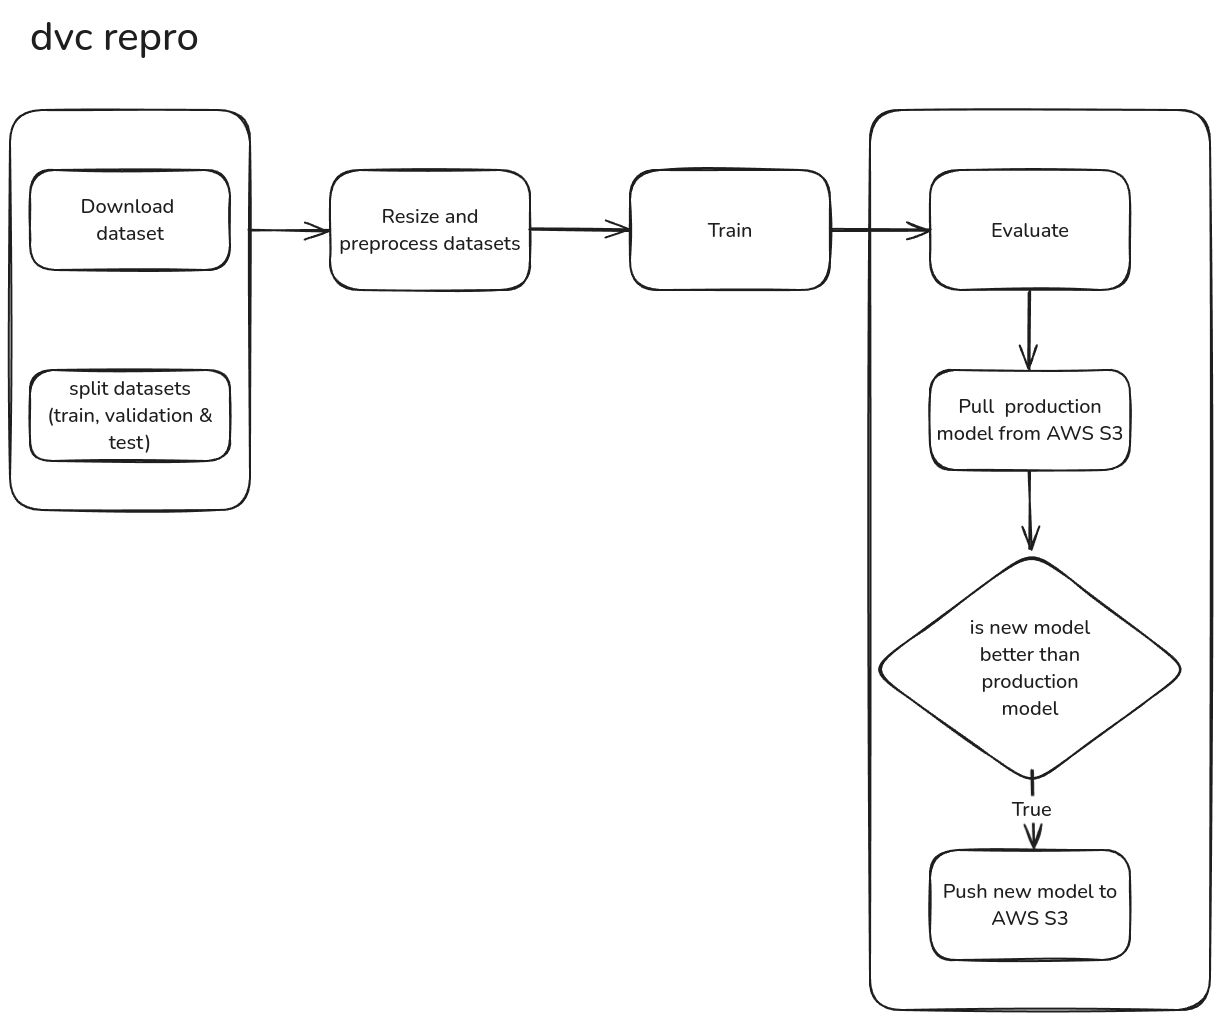 dvc repro
Download
dataset
split datasets
(train, validation &
test)
Resize and
preprocess datasets
Train
Evaluate
Pull  production
model from AWS S3
is new model
better than
production
model
True
Push new model to
AWS S3